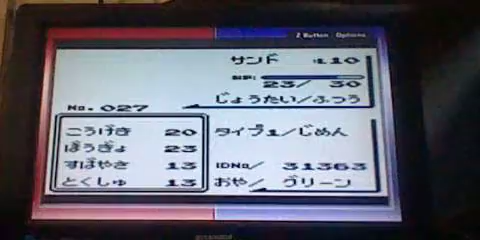 Z Button : Options
サンド :L10
HP:
23/ 30
じょうたい/ふつう
No.027
こうげき 20
ぼうぎょ 23
すばやさ 13
とくしゅ 13
タイプ1/じめん
IDNo/ 31363
おや/ グリーン